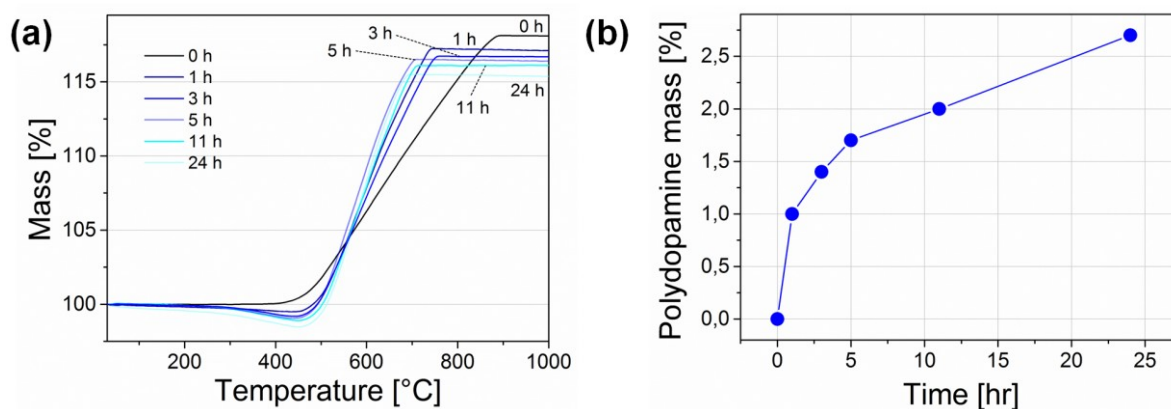 (a)
Mass [%]
115
110
105
100
0 h
1 h
3 h
5 h
11 h
24 h
3 h
1 h
0 h
5 h
11 h
24 h
200
400
600
800
1000
Temperature [°C]
(b)
Polydopamine mass [%]
2,5
2,0
1,5
1,0
0,5
0,0
0
5
10
15
20
25
Time [hr]